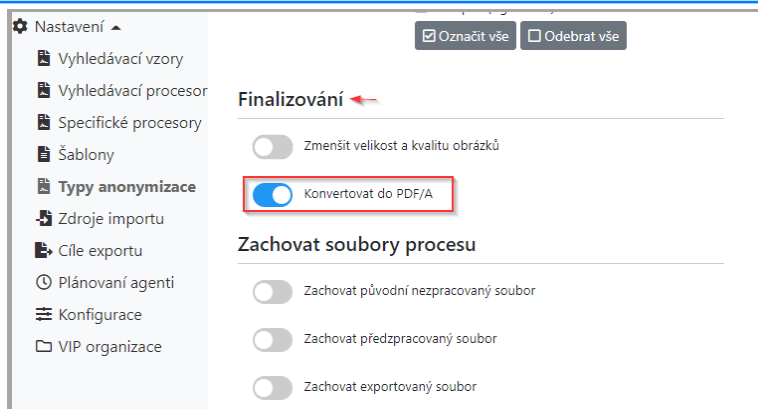 Nastavení
Vyhledávací vzory
Vyhledávací procesor
Specifické procesory
Šablony
Typy anonymizace
Zdroje importu
Cíle exportu
Plánovaní agenti
Konfigurace
VIP organizace
Označit vše Odebrat vše
Finalizování
Zmenšit velikost a kvalitu obrázků
Konvertovat do PDF/A
Zachovat soubory procesu
Zachovat původní nezpracovaný soubor
Zachovat předzpracovaný soubor
Zachovat exportovaný soubor